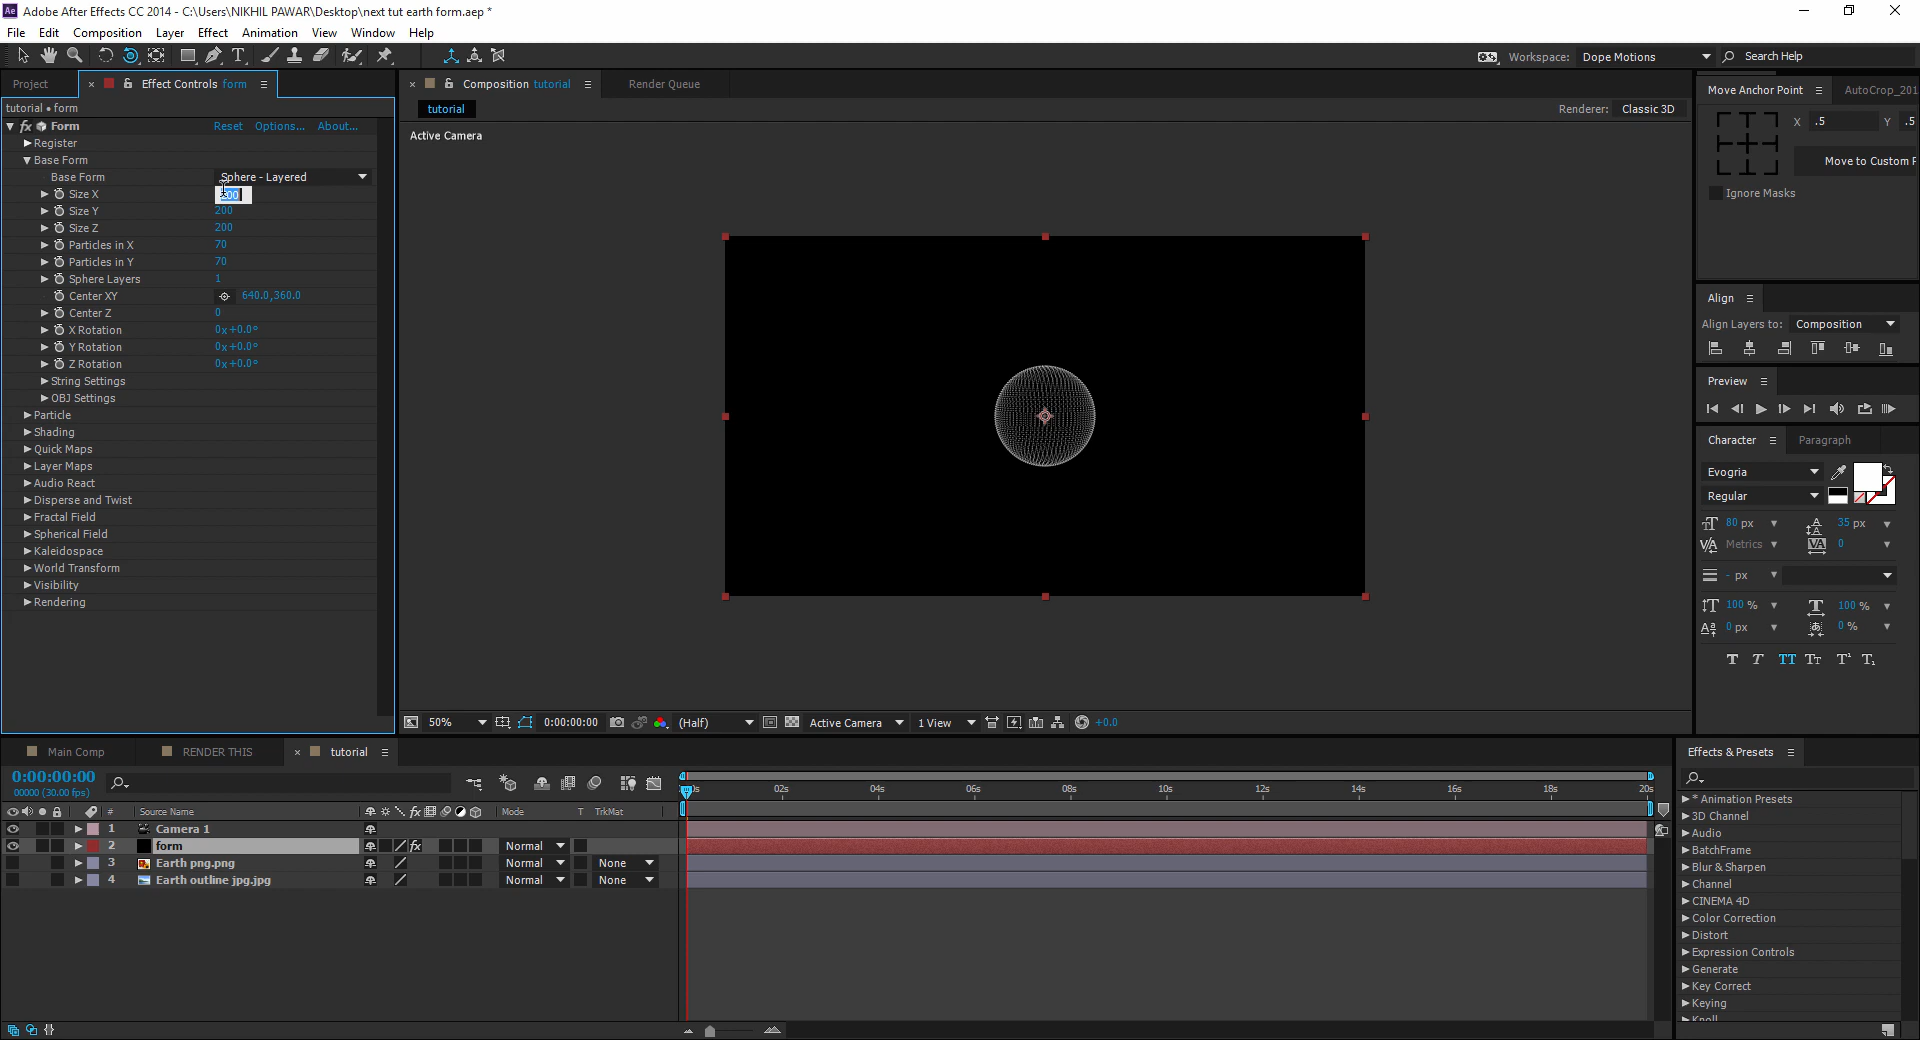 Ae Adobe After Effects CC 2014 - C:\Users\NIKHIL PAWAR\Desktop\next tut earth form.aep *
File Edit Composition Layer Effect Animation View Window Help
Workspace: Dope Motions Search Help
Project Effect Controls form
Composition tutorial Render Queue
tutorial • form
tutorial
Renderer: Classic 3D
Active Camera
fx Form Reset Options... About...
Register
Base Form
Base Form Sphere - Layered
Size X
Size Y 200
Size Z 200
Particles in X 70
Particles in Y 70
Sphere Layers 1
Center XY 640.0,360.0
Center Z 0
X Rotation 0x+0.0°
Y Rotation 0x+0.0°
Z Rotation 0x+0.0°
String Settings
OBJ Settings
Particle
Shading
Quick Maps
Layer Maps
Audio React
Disperse and Twist
Fractal Field
Spherical Field
Kaleidospace
World Transform
Visibility
Rendering
50% 0:00:00:00 (Half) Active Camera 1 View +0.0
Move Anchor Point AutoCrop_201
X .5 Y .5
Move to Custom P
Ignore Masks
Align
Align Layers to: Composition
Preview
Character Paragraph
Evogria
Regular
80 px 35 px
Metrics 0
- px
100 % 100 %
0 px 0 %
T T TT Tt T¹ T₁
Main Comp RENDER THIS tutorial
0:00:00:00
00000 (30.00 fps)
02s 04s 06s 08s 10s 12s 14s 16s 18s 20s
# Source Name fx Mode T TrkMat
1 Camera 1
2 form fx Normal
3 Earth png.png Normal None
4 Earth outline jpg.jpg Normal None
Effects & Presets
* Animation Presets
3D Channel
Audio
BatchFrame
Blur & Sharpen
Channel
CINEMA 4D
Color Correction
Distort
Expression Controls
Generate
Key Correct
Keying
Knoll